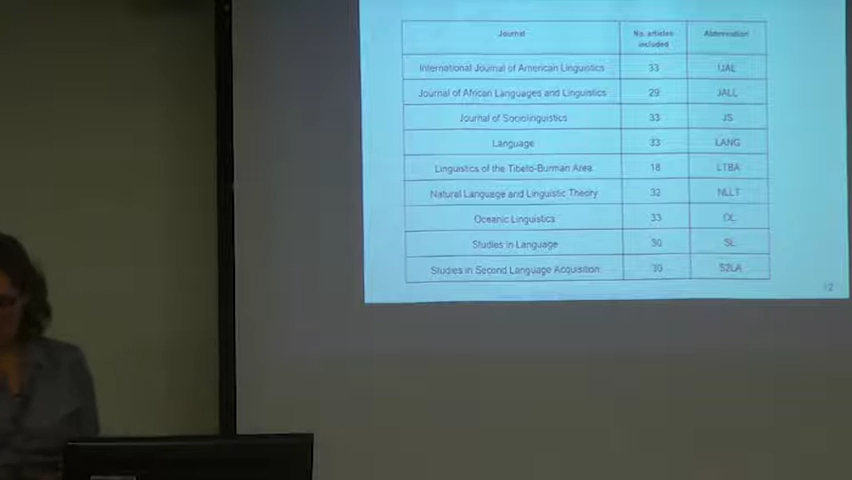 Journal No. articles included Abbreviation
International Journal of American Linguistics 33 IJAL
Journal of African Languages and Linguistics 29 JALL
Journal of Sociolinguistics 33 JS
Language 33 LANG
Linguistics of the Tibeto-Burman Area 18 LTBA
Natural Language and Linguistic Theory 32 NLLT
Oceanic Linguistics 33 OL
Studies in Language SL
Studies in Second Language Acquisition S2LA
12